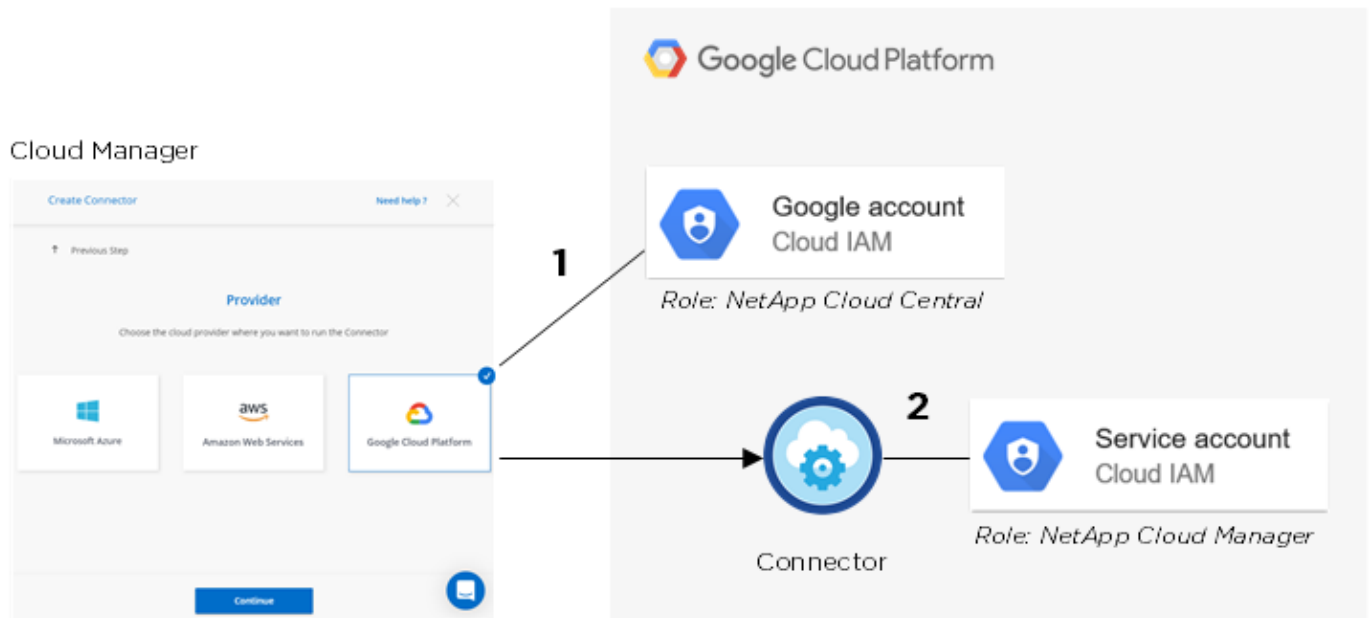 Google Cloud Platform
Cloud Manager
Create Connector
Need help ?
Previous Step
Provider
Choose the cloud provider where you want to run the Connector
Microsoft Azure
aws
Amazon Web Services
Google Cloud Platform
Continue
1
Google account
Cloud IAM
Role: NetApp Cloud Central
2
Connector
Service account
Cloud IAM
Role: NetApp Cloud Manager